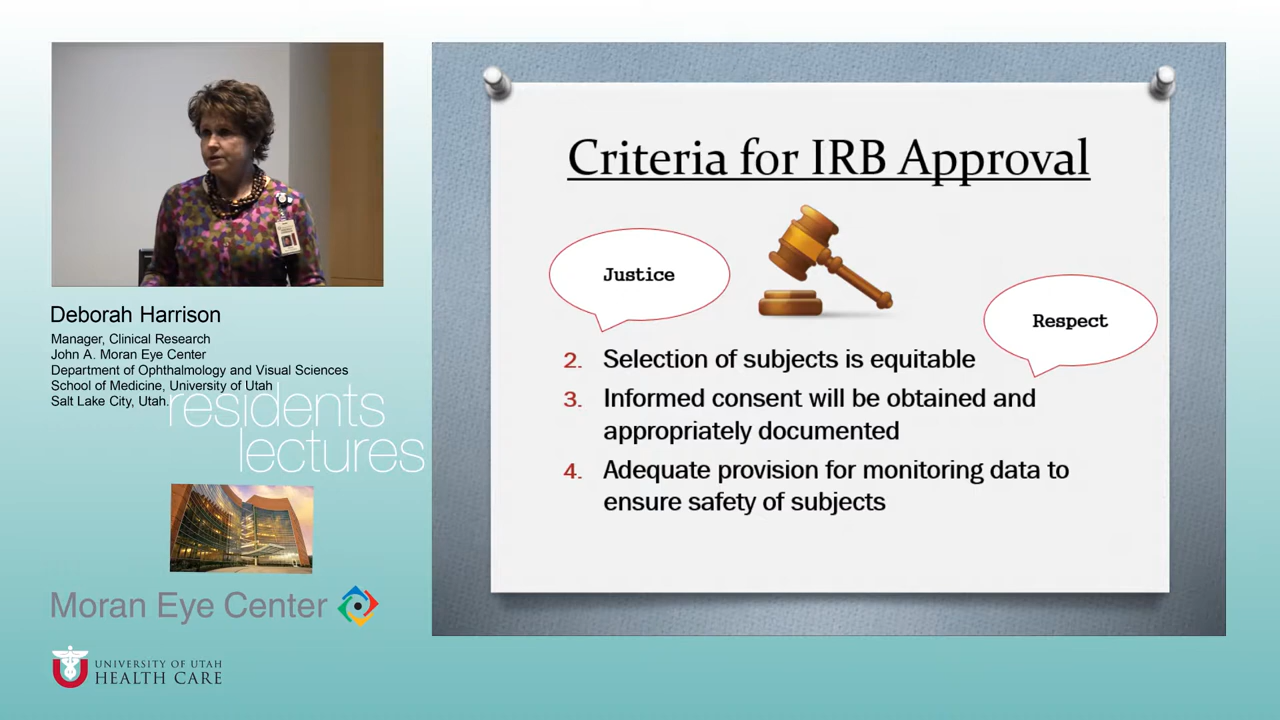 Deborah Harrison
Manager, Clinical Research
John A. Moran Eye Center
Department of Ophthalmology and Visual Sciences
School of Medicine, University of Utah
Salt Lake City, Utah.
residents
lectures
Moran Eye Center
UNIVERSITY OF UTAH
HEALTH CARE
Criteria for IRB Approval
Justice
Respect
2. Selection of subjects is equitable
3. Informed consent will be obtained and
appropriately documented
4. Adequate provision for monitoring data to
ensure safety of subjects